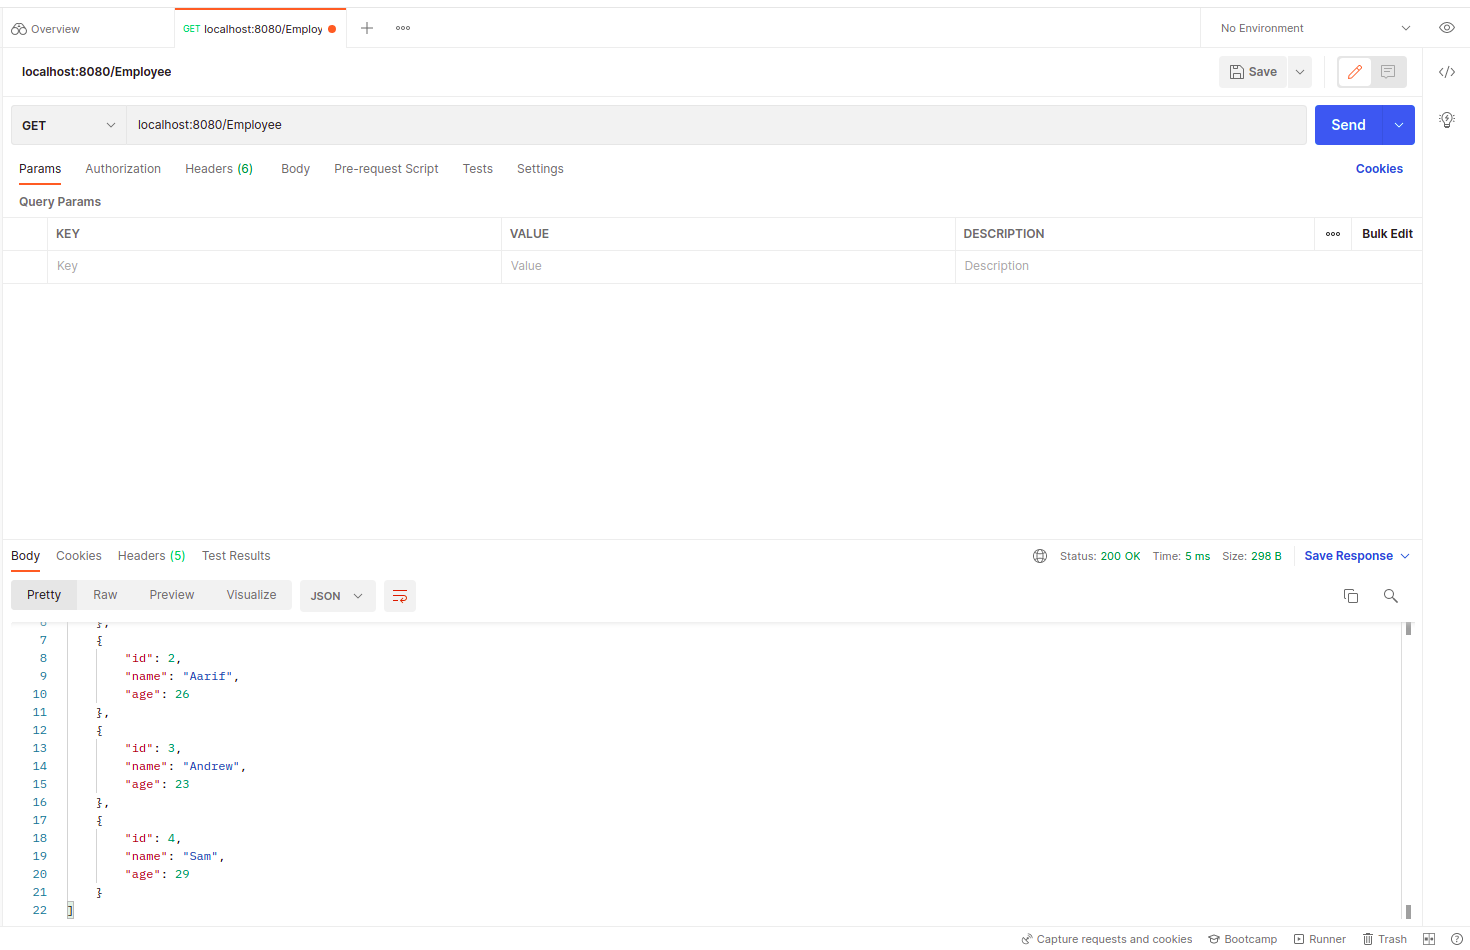 Overview
GET localhost:8080/Employ
No Environment
localhost:8080/Employee
Save
GET localhost:8080/Employee
Send
Params Authorization Headers (6) Body Pre-request Script Tests Settings Cookies
Query Params
KEY VALUE DESCRIPTION Bulk Edit
Key Value Description
Body Cookies Headers (5) Test Results Status: 200 OK Time: 5 ms Size: 298 B Save Response
Pretty Raw Preview Visualize JSON
6 },
7 {
8 "id": 2,
9 "name": "Aarif",
10 "age": 26
11 },
12 {
13 "id": 3,
14 "name": "Andrew",
15 "age": 23
16 },
17 {
18 "id": 4,
19 "name": "Sam",
20 "age": 29
21 }
22 ]
Capture requests and cookies Bootcamp Runner Trash